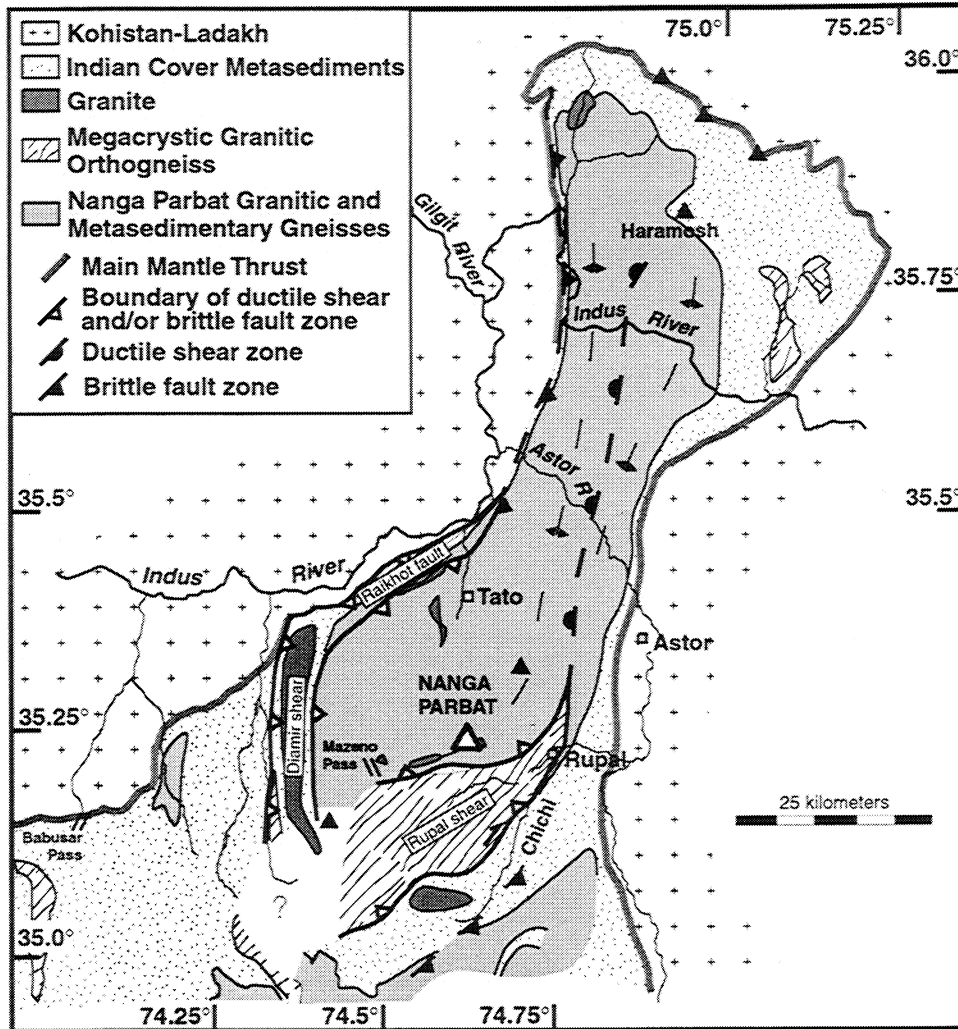 75.0°
75.25°
36.0°
Kohistan-Ladakh
Indian Cover Metasediments
Granite
Megacrystic Granitic
Orthogneiss
Nanga Parbat Granitic and
Metasedimentary Gneisses
Main Mantle Thrust
Boundary of ductile shear
and/or brittle fault zone
Ductile shear zone
Brittle fault zone
Gilgit River
Haramosh
35.75°
Indus River
Astor R
35.5°
35.5°
Indus River
Raikhot fault
Tato
Astor
NANGA
PARBAT
35.25°
Diamir shear
Mazeno
Pass
Rupal
Rupal shear
25 kilometers
Babusar
Pass
Chichi
?
35.0°
74.25°
74.5°
74.75°